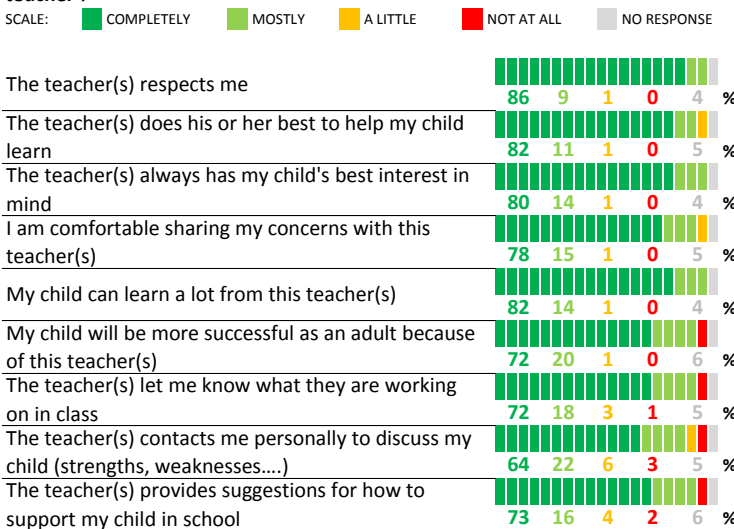 SCALE: COMPLETELY MOSTLY A LITTLE NOT AT ALL NO RESPONSE
The teacher(s) respects me
86 9 1 0 4 %
The teacher(s) does his or her best to help my child
learn
82 11 1 0 5 %
The teacher(s) always has my child's best interest in
mind
80 14 1 0 4 %
I am comfortable sharing my concerns with this
teacher(s)
78 15 1 0 5 %
My child can learn a lot from this teacher(s)
82 14 1 0 4 %
My child will be more successful as an adult because
of this teacher(s)
72 20 1 0 6 %
The teacher(s) let me know what they are working
on in class
72 18 3 1 5 %
The teacher(s) contacts me personally to discuss my
child (strengths, weaknesses....)
64 22 6 3 5 %
The teacher(s) provides suggestions for how to
support my child in school
73 16 4 2 6 %